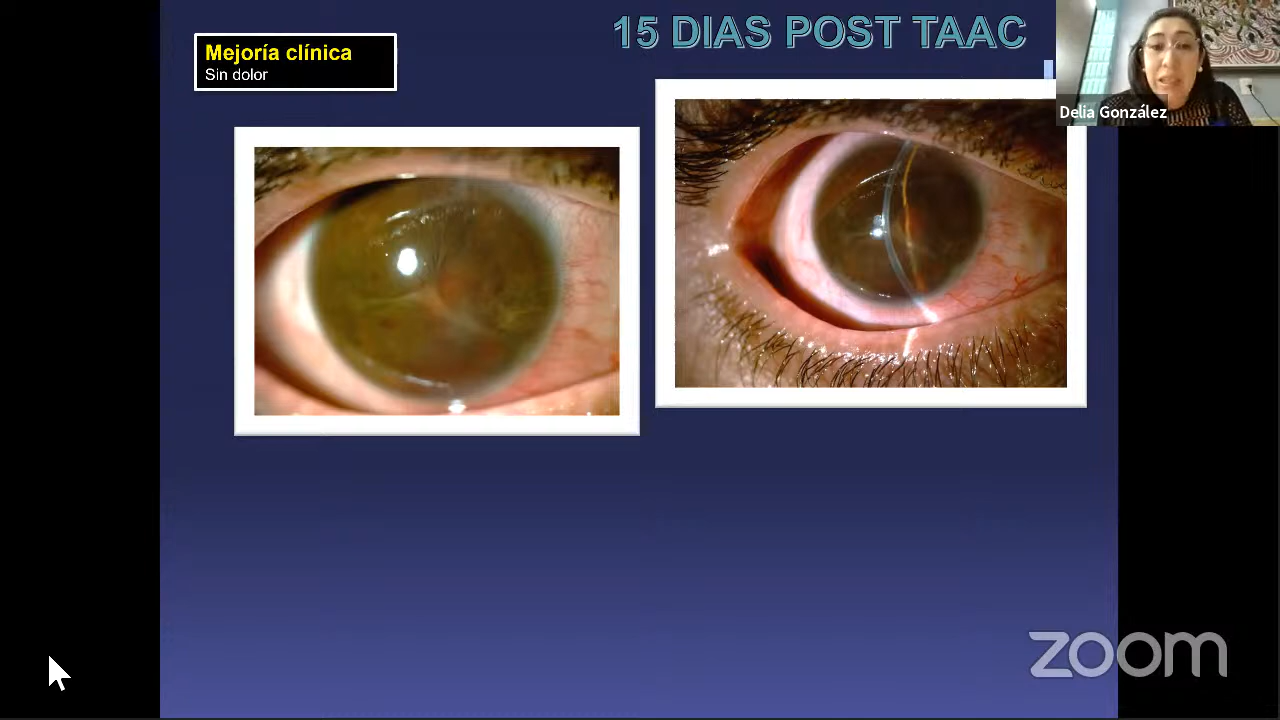 15 DIAS POST TAAC
Mejoría clínica
Sin dolor
Delia González
zoom